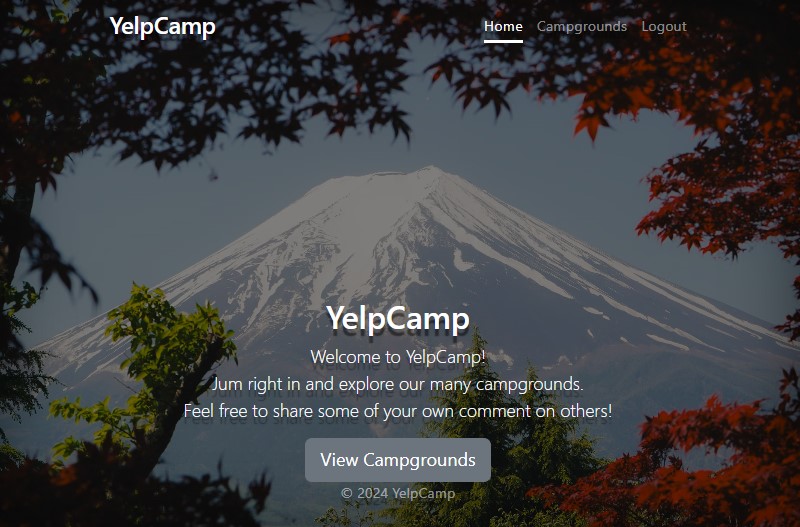 YelpCamp
Home Campgrounds Logout
YelpCamp
Welcome to YelpCamp!
Jum right in and explore our many campgrounds.
Feel free to share some of your own comment on others!
View Campgrounds
© 2024 YelpCamp